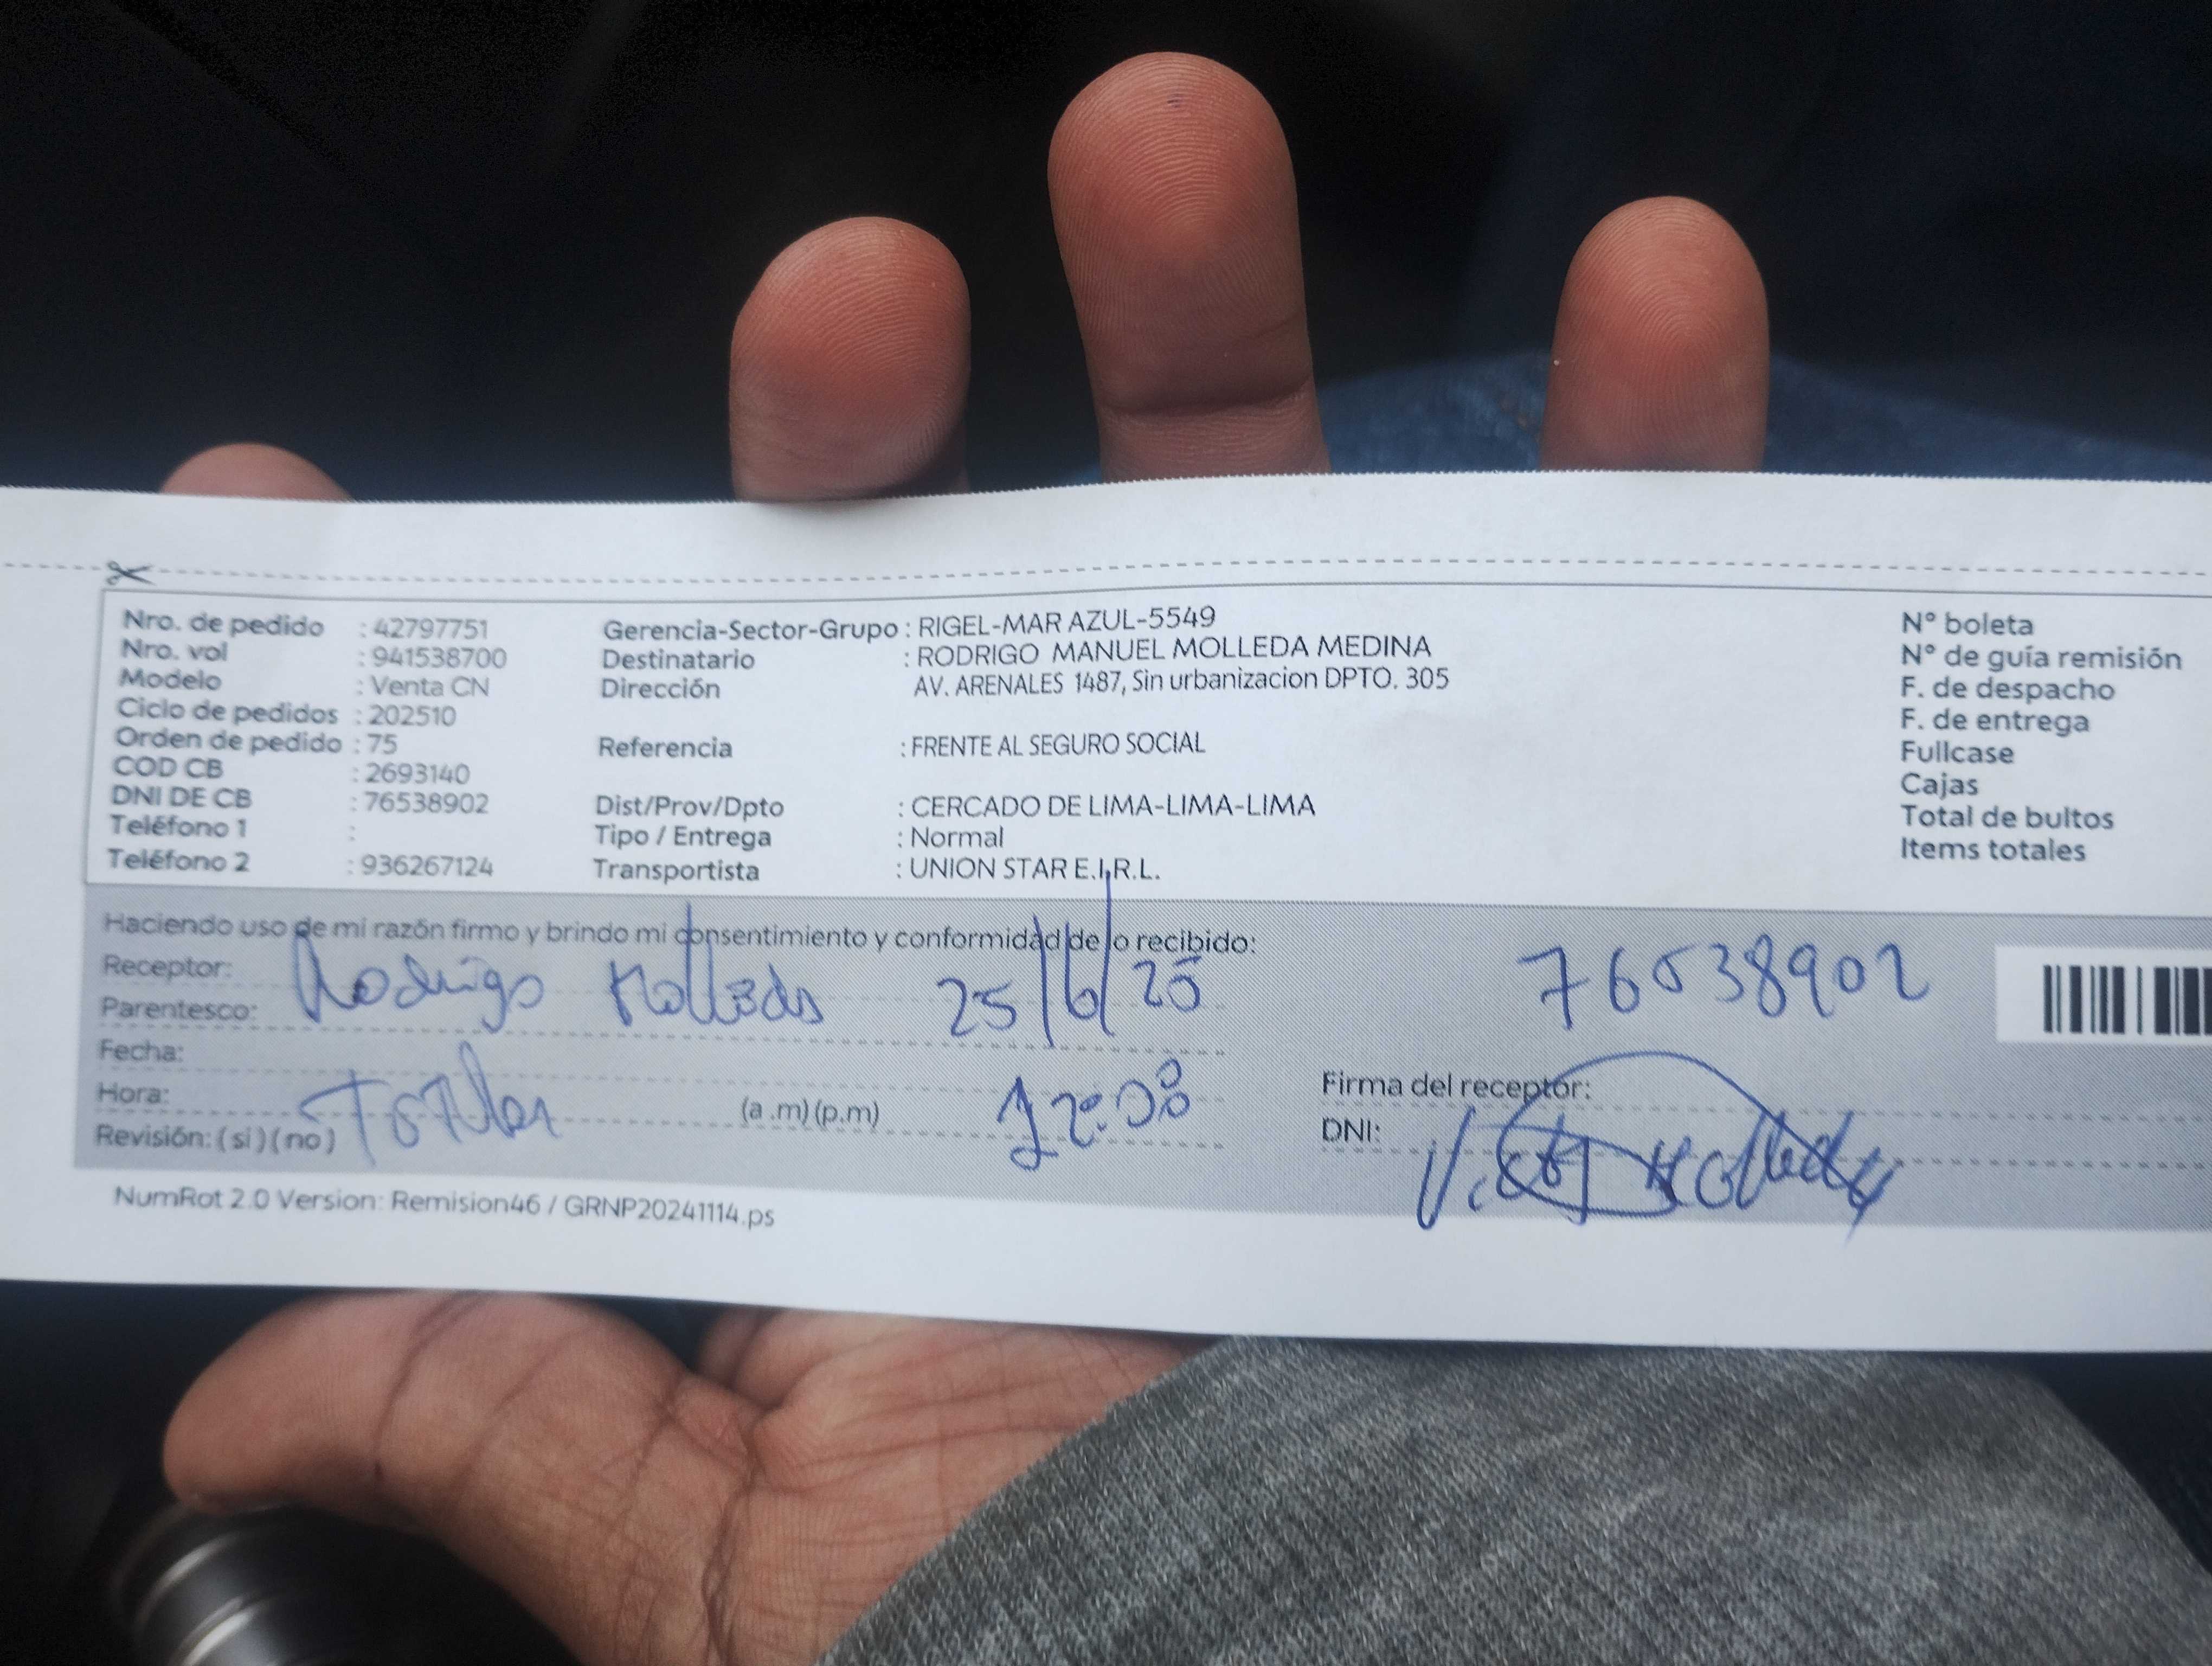 Nro. de pedido : 42797751 Gerencia-Sector-Grupo : RIGEL-MAR AZUL-5549 N° boleta
Nro. vol : 941538700 Destinatario : RODRIGO MANUEL MOLLEDA MEDINA N° de guía remisión
Modelo : Venta CN Dirección AV. ARENALES 1487, Sin urbanizacion DPTO. 305 F. de despacho
Ciclo de pedidos : 202510 F. de entrega
Orden de pedido : 75 Referencia : FRENTE AL SEGURO SOCIAL Fullcase
COD CB : 2693140 Cajas
DNI DE CB : 76538902 Dist/Prov/Dpto : CERCADO DE LIMA-LIMA-LIMA Total de bultos
Teléfono 1 : Tipo / Entrega : Normal Items totales
Teléfono 2 : 936267124 Transportista : UNION STAR E.I.R.L.
Haciendo uso de mi razón firmo y brindo mi consentimiento y conformidad de lo recibido:
Receptor: Rodrigo Molleda 25/6/25 76538902
Parentesco:
Fecha:
Hora: (a .m) (p.m) 12:08 Firma del receptor:
Revisión: ( si ) ( no ) DNI: Molleda
NumRot 2.0 Version: Remision46 / GRNP20241114.ps